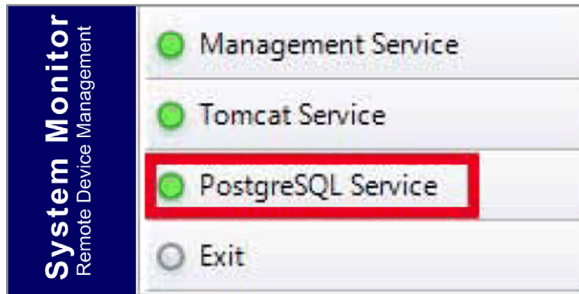 System Monitor
Remote Device Management
Management Service
Tomcat Service
PostgreSQL Service
Exit